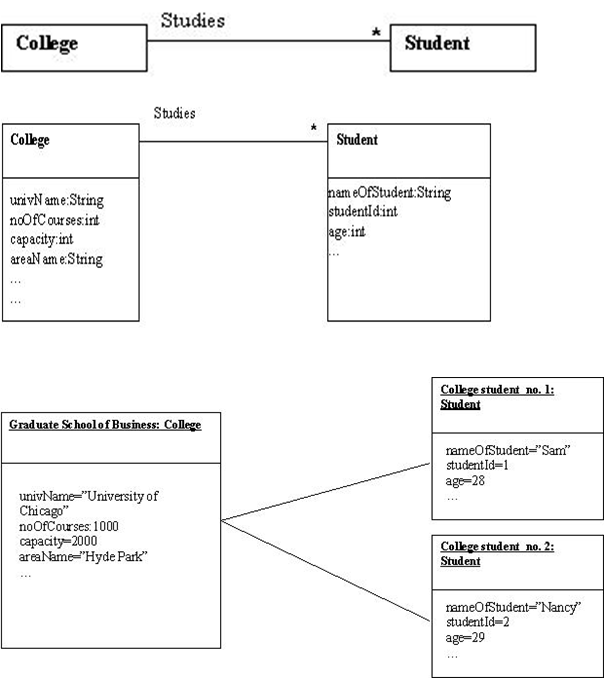 Studies
College
*
Student
Studies
*
College
univName:String
noOfCourses:int
capacity:int
areaName:String
...
...
Student
nameOfStudent:String
studentId:int
age:int
...
Graduate School of Business: College
univName="University of
Chicago"
noOfCourses:1000
capacity=2000
areaName="Hyde Park"
...
College student no. 1:
Student
nameOfStudent="Sam"
studentId=1
age=28
...
College student no. 2:
Student
nameOfStudent="Nancy"
studentId=2
age=29
...